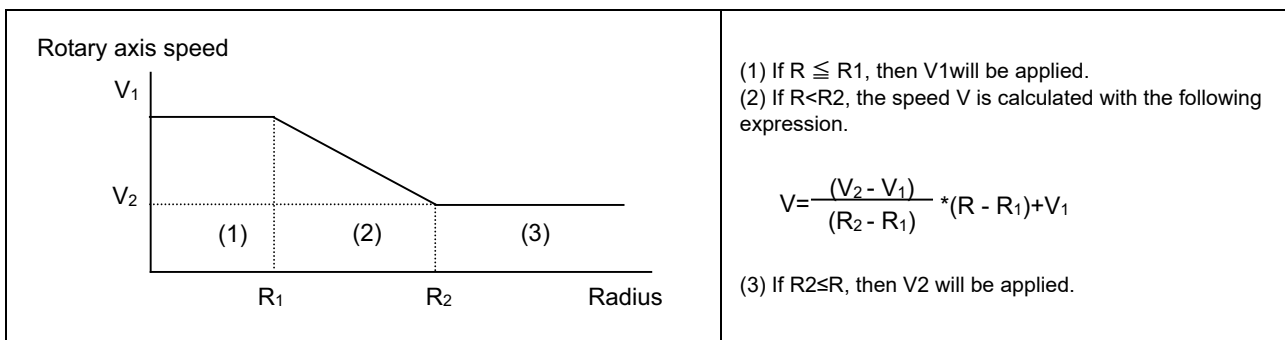 Rotary axis speed
V1
V2
(1)
(2)
(3)
R1
R2
Radius
(1) If R ≦ R1, then V1will be applied.
(2) If R<R2, the speed V is calculated with the following
expression.
V=(V2 - V1)/(R2 - R1) *(R - R1)+V1
(3) If R2≤R, then V2 will be applied.